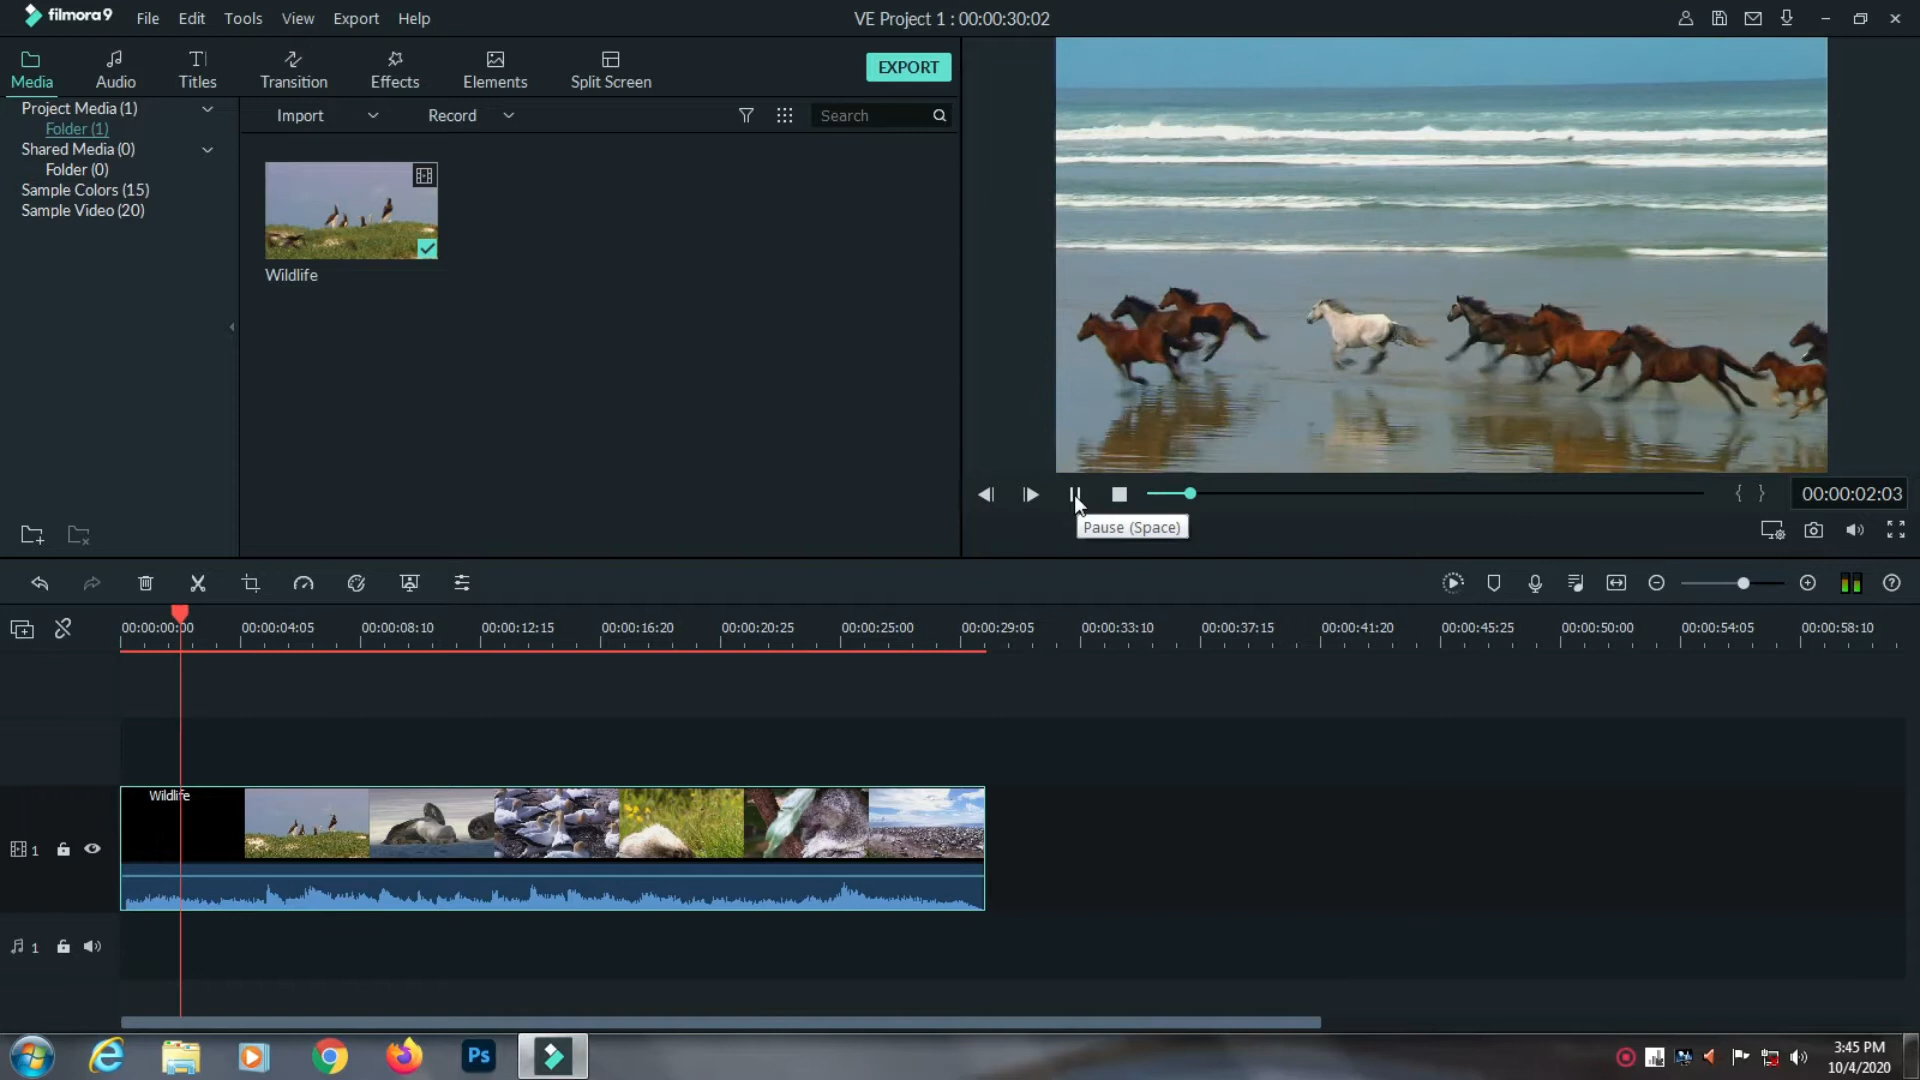 filmora9
File Edit Tools View Export Help
VE Project 1 : 00:00:30:02
Media
Audio
Titles
Transition
Effects
Elements
Split Screen
EXPORT
Project Media (1)
Folder (1)
Shared Media (0)
Folder (0)
Sample Colors (15)
Sample Video (20)
Import
Record
Search
Wildlife
00:00:02:03
Pause (Space)
00:00:00:00 00:00:04:05 00:00:08:10 00:00:12:15 00:00:16:20 00:00:20:25 00:00:25:00 00:00:29:05 00:00:33:10 00:00:37:15 00:00:41:20 00:00:45:25 00:00:50:00 00:00:54:05 00:00:58:10
Wildlife
1
1
Ps
3:45 PM
10/4/2020